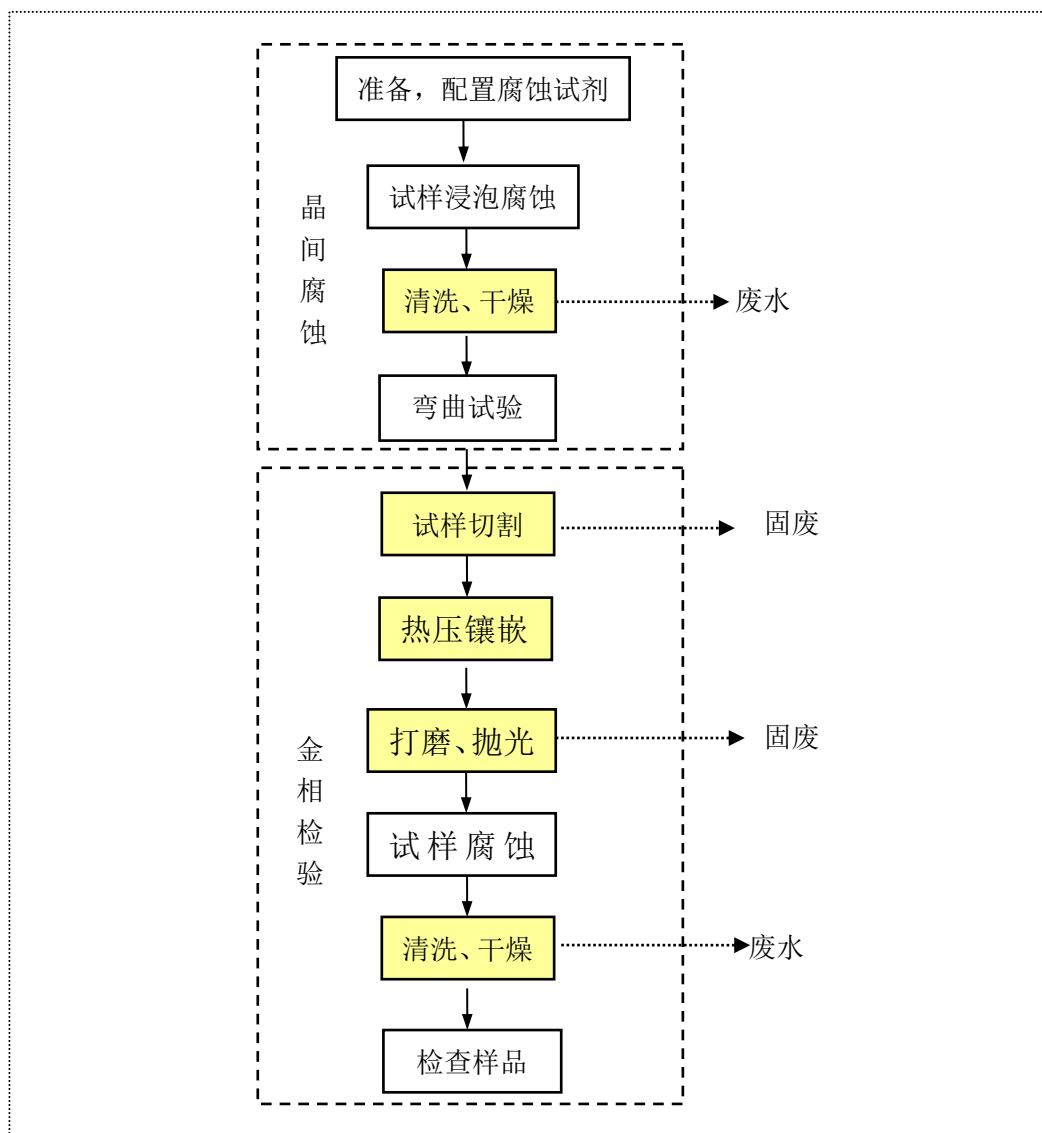 准备，配置腐蚀试剂
试样浸泡腐蚀
晶间腐蚀
清洗、干燥
废水
弯曲试验
试样切割
固废
热压镶嵌
打磨、抛光
固废
金相检验
试样腐蚀
清洗、干燥
废水
检查样品